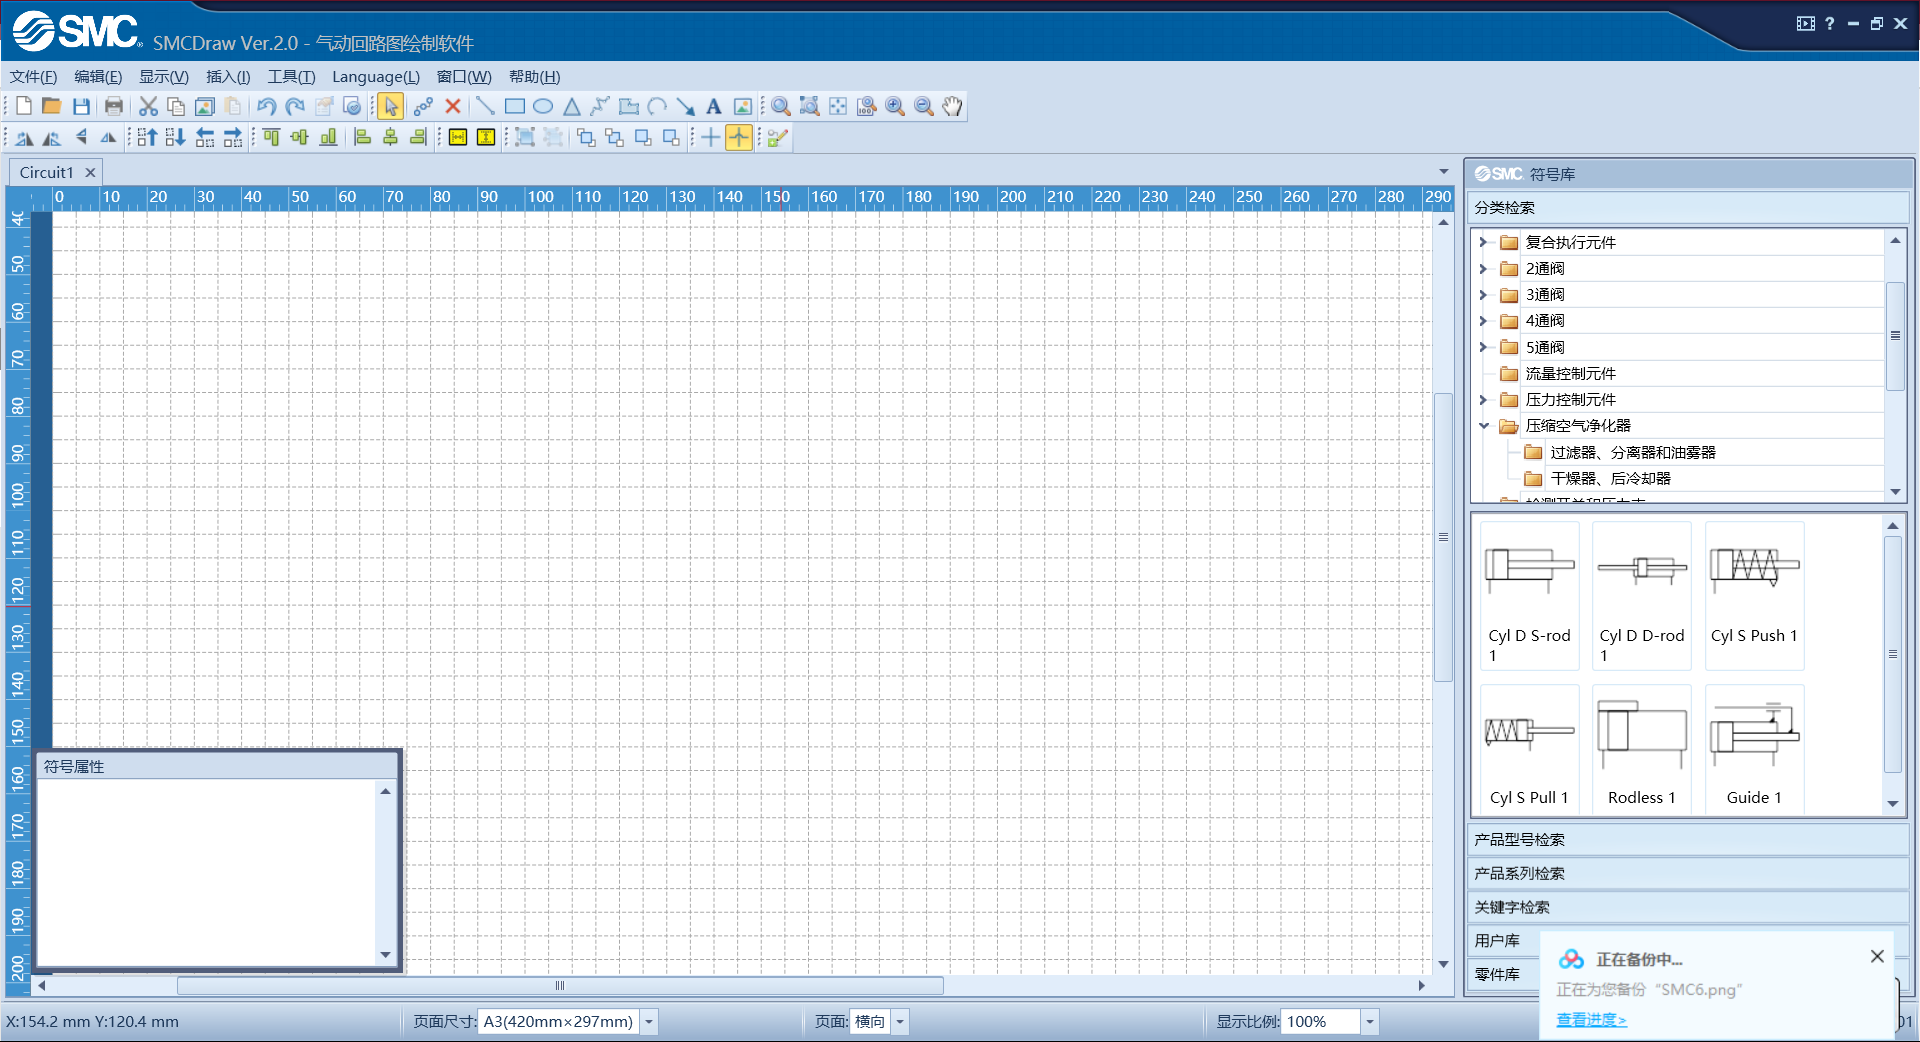 SMC
SMCDraw Ver.2.0 - 气动回路图绘制软件
文件(F) 编辑(E) 显示(V) 插入(I) 工具(T) Language(L) 窗口(W) 帮助(H)
Circuit1
0 10 20 30 40 50 60 70 80 90 100 110 120 130 140 150 160 170 180 190 200 210 220 230 240 250 260 270 280 290
40 50 60 70 80 90 100 110 120 130 140 150 160 170 180 190 200
符号属性
SMC 符号库
分类检索
复合执行元件
2通阀
3通阀
4通阀
5通阀
流量控制元件
压力控制元件
压缩空气净化器
过滤器、分离器和油雾器
干燥器、后冷却器
Cyl D S-rod 1
Cyl D D-rod 1
Cyl S Push 1
Cyl S Pull 1
Rodless 1
Guide 1
产品型号检索
产品系列检索
关键字检索
用户库
零件库
正在备份中...
正在为您备份 “SMC6.png”
查看进度>
X:154.2 mm Y:120.4 mm
页面尺寸: A3(420mm×297mm)
页面: 横向
显示比例: 100%